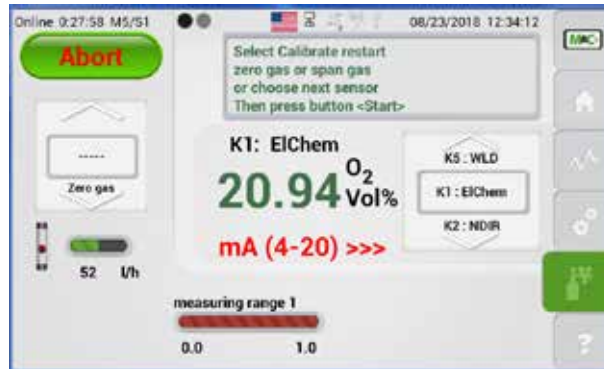 Online 0:27:58 M5/S1
08/23/2018 12:34:12
Abort
Select Calibrate restart
zero gas or span gas
or choose next sensor
Then press button <Start>
M&C
-----
Zero gas
52 l/h
K1: ElChem
20.94 O2 Vol%
mA (4-20) >>>
K5 : WLD
K1 : ElChem
K2 : NDIR
measuring range 1
0.0 1.0
?